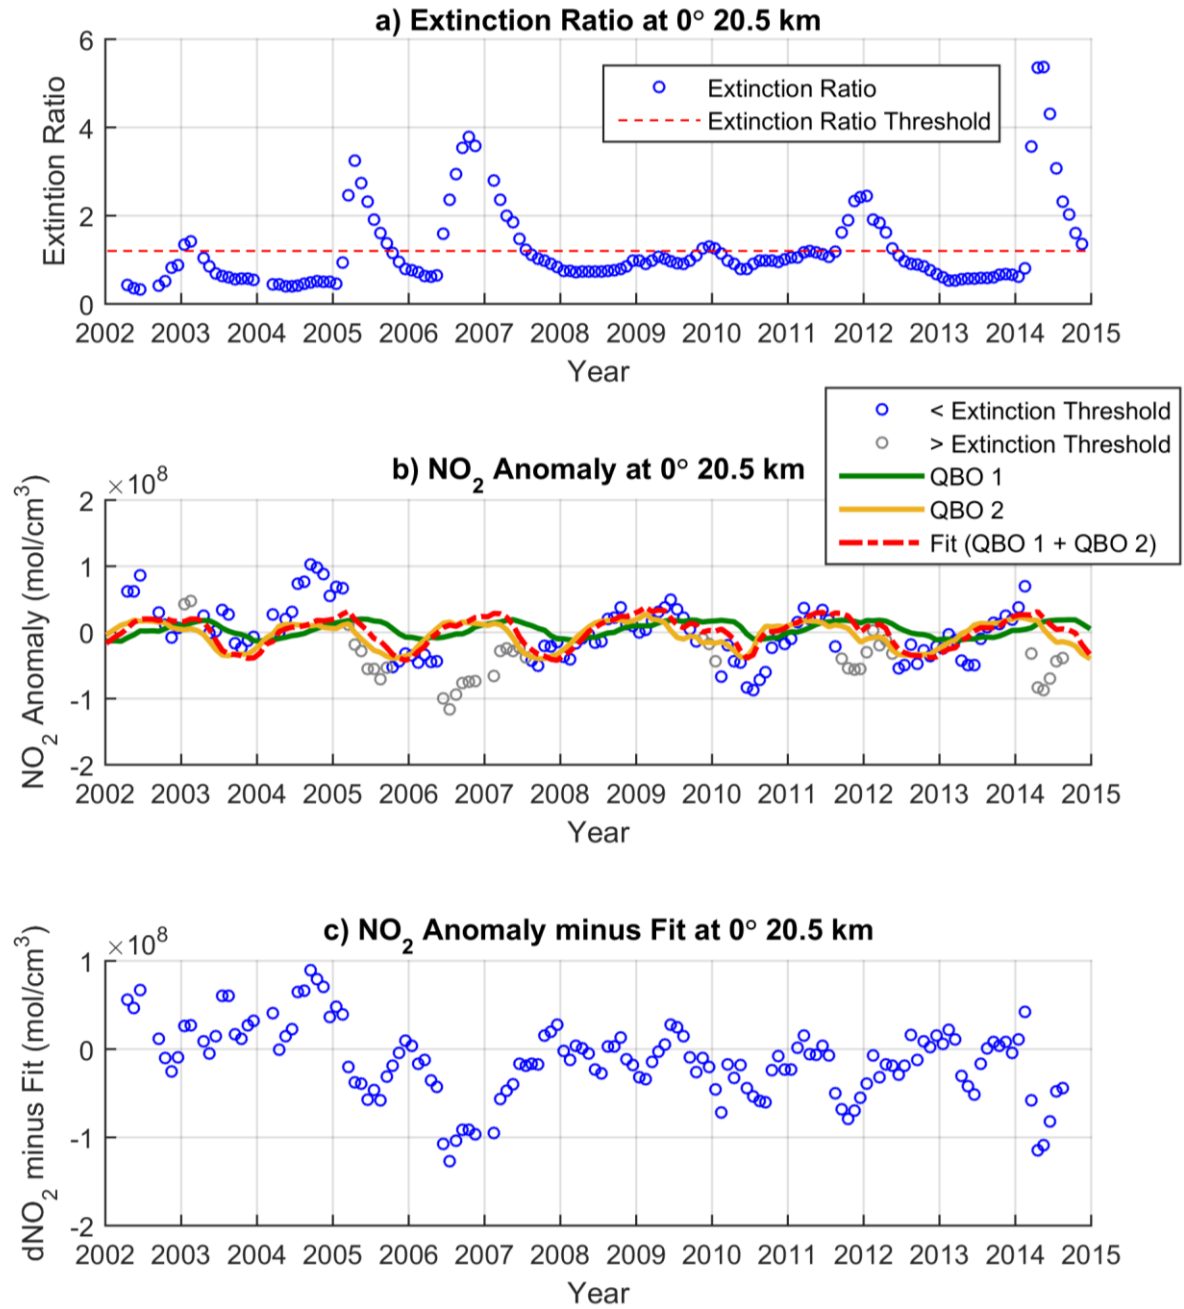 a) Extinction Ratio at 0° 20.5 km
6
4
2
0
Extintion Ratio
Extinction Ratio
Extinction Ratio Threshold
2002 2003 2004 2005 2006 2007 2008 2009 2010 2011 2012 2013 2014 2015
Year
< Extinction Threshold
> Extinction Threshold
QBO 1
QBO 2
Fit (QBO 1 + QBO 2)
b) NO2 Anomaly at 0° 20.5 km
×10^8
2
1
0
-1
-2
NO2 Anomaly (mol/cm^3)
2002 2003 2004 2005 2006 2007 2008 2009 2010 2011 2012 2013 2014 2015
Year
c) NO2 Anomaly minus Fit at 0° 20.5 km
×10^8
1
0
-1
-2
dNO2 minus Fit (mol/cm^3)
2002 2003 2004 2005 2006 2007 2008 2009 2010 2011 2012 2013 2014 2015
Year